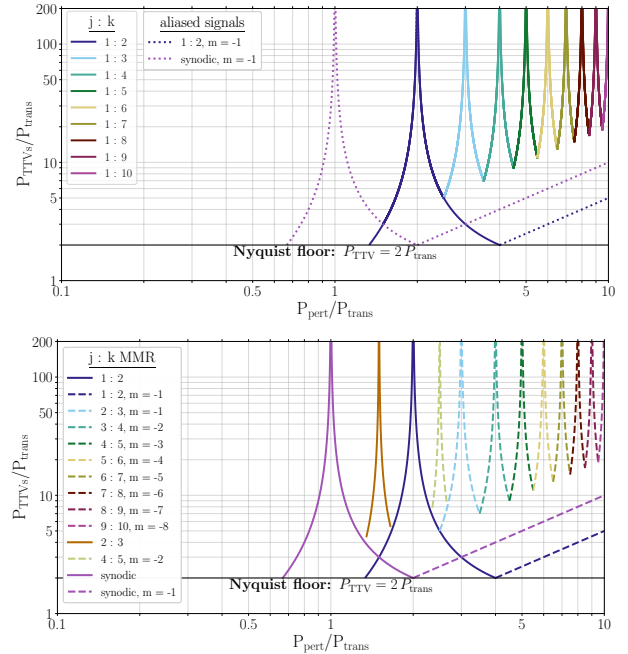 j : k
1 : 2
1 : 3
1 : 4
1 : 5
1 : 6
1 : 7
1 : 8
1 : 9
1 : 10
aliased signals
1 : 2, m = -1
synodic, m = -1
200
100
50
10
5
1
P_TTVs/P_trans
Nyquist floor: P_TTV = 2 P_trans
0.1 0.5 1 2 5 10
P_pert/P_trans
j : k MMR
1 : 2
1 : 2, m = -1
2 : 3, m = -1
3 : 4, m = -2
4 : 5, m = -3
5 : 6, m = -4
6 : 7, m = -5
7 : 8, m = -6
8 : 9, m = -7
9 : 10, m = -8
2 : 3
4 : 5, m = -2
synodic
synodic, m = -1
200
100
50
10
5
1
P_TTVs/P_trans
Nyquist floor: P_TTV = 2 P_trans
0.1 0.5 1 2 5 10
P_pert/P_trans